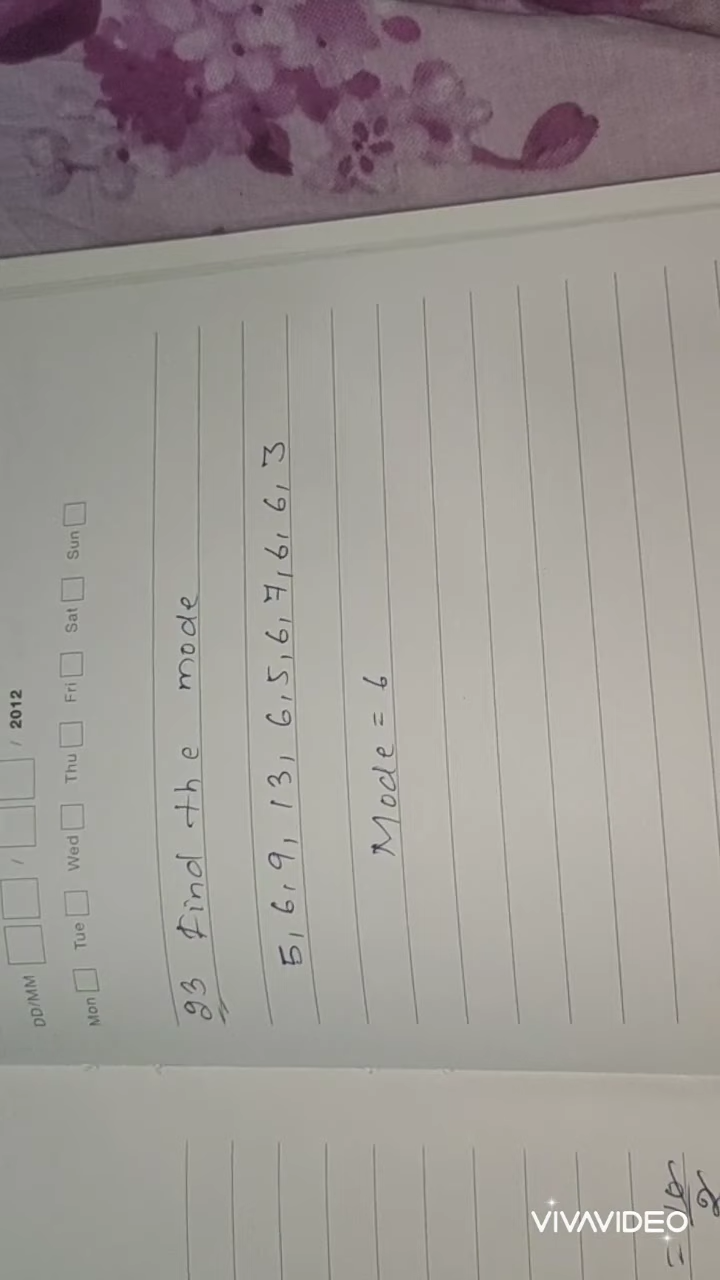 DD/MM / / 2012
Mon Tue Wed Thu Fri Sat Sun
Q3 Find the mode
5, 6, 9, 13, 6, 5, 6, 7, 6, 6, 3
Mode = 6
VIVAVIDEO